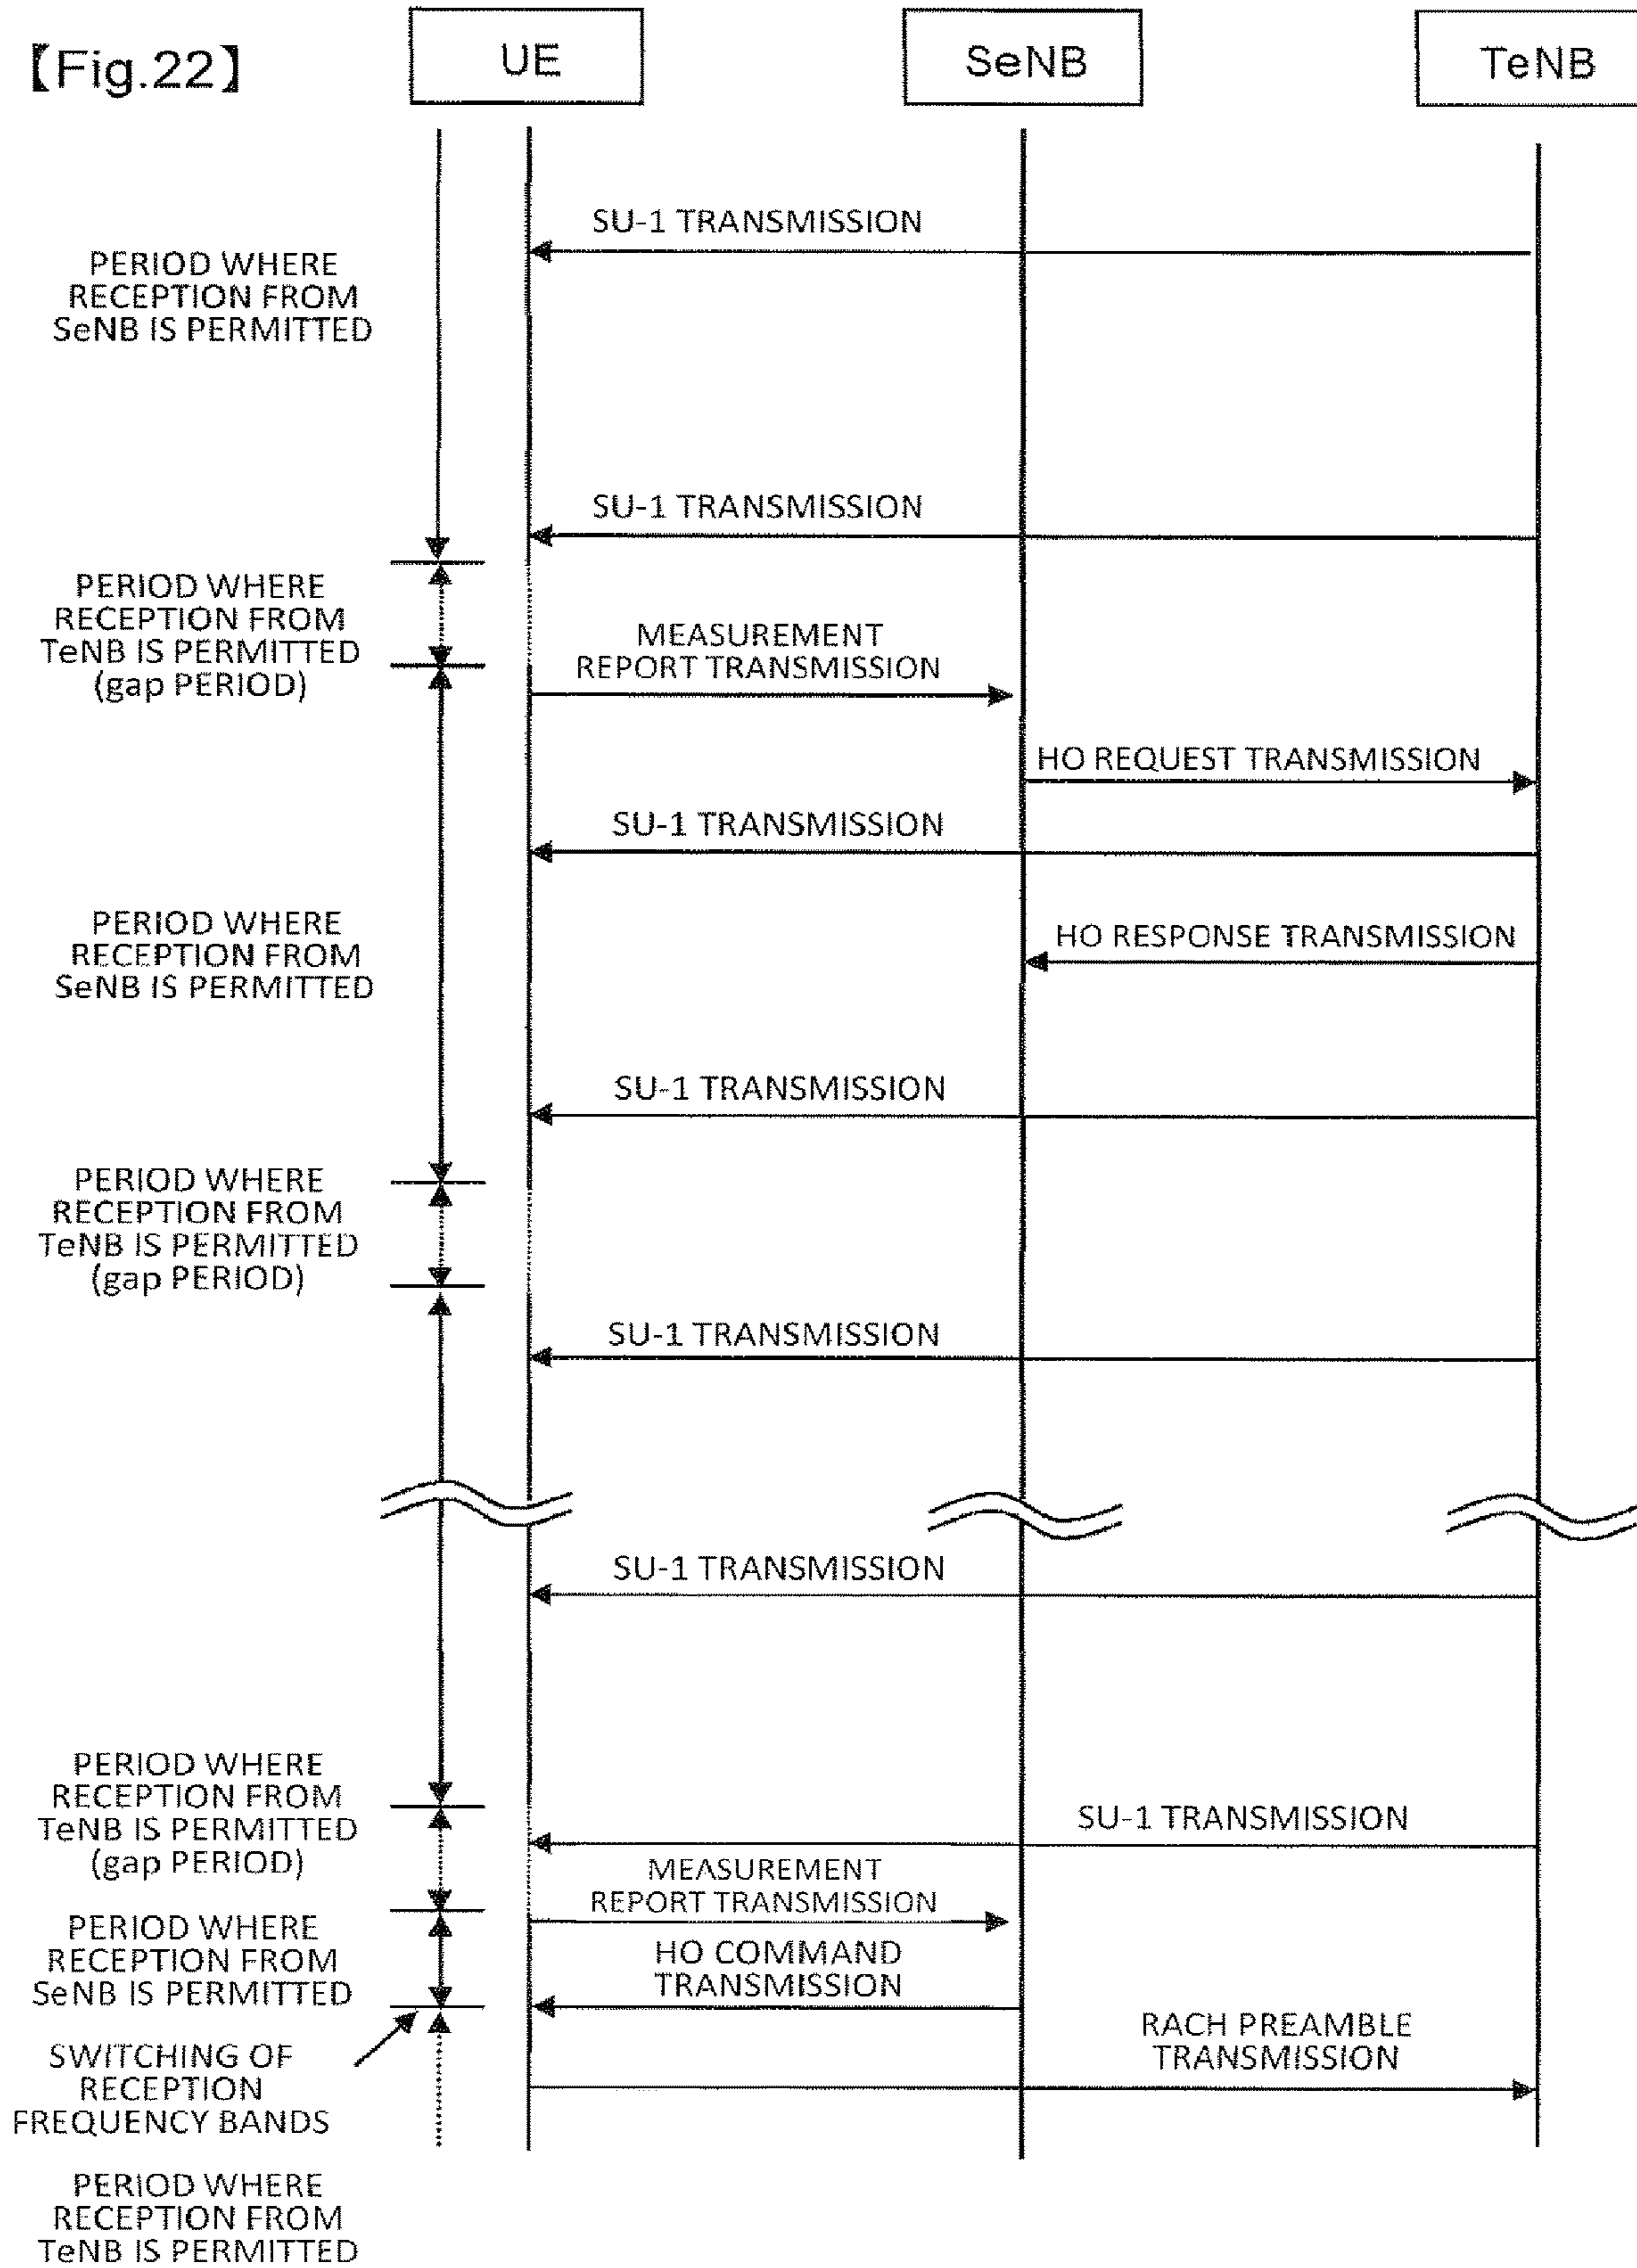 【Fig.22】
UE
SeNB
TeNB
SU-1 TRANSMISSION
PERIOD WHERE
RECEPTION FROM
SeNB IS PERMITTED
SU-1 TRANSMISSION
PERIOD WHERE
RECEPTION FROM
TeNB IS PERMITTED
(gap PERIOD)
MEASUREMENT
REPORT TRANSMISSION
HO REQUEST TRANSMISSION
SU-1 TRANSMISSION
PERIOD WHERE
RECEPTION FROM
SeNB IS PERMITTED
HO RESPONSE TRANSMISSION
SU-1 TRANSMISSION
PERIOD WHERE
RECEPTION FROM
TeNB IS PERMITTED
(gap PERIOD)
SU-1 TRANSMISSION
SU-1 TRANSMISSION
PERIOD WHERE
RECEPTION FROM
TeNB IS PERMITTED
(gap PERIOD)
SU-1 TRANSMISSION
MEASUREMENT
REPORT TRANSMISSION
PERIOD WHERE
RECEPTION FROM
SeNB IS PERMITTED
HO COMMAND
TRANSMISSION
RACH PREAMBLE
TRANSMISSION
SWITCHING OF
RECEPTION
FREQUENCY BANDS
PERIOD WHERE
RECEPTION FROM
TeNB IS PERMITTED